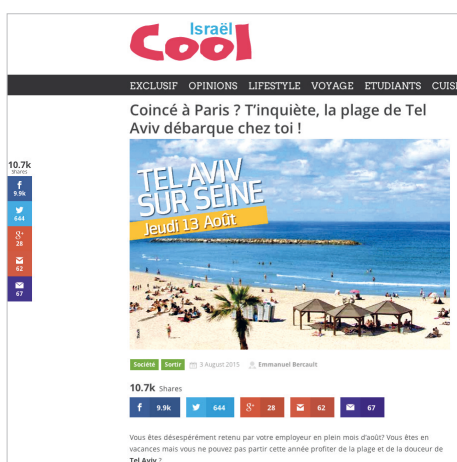 Israël
Cool
EXCLUSIF OPINIONS LIFESTYLE VOYAGE ETUDIANTS CUIS
Coincé à Paris ? T'inquiète, la plage de Tel
Aviv débarque chez toi !
10.7k
Shares
9.9k
644
28
62
67
TEL AVIV
SUR SEINE
Jeudi 13 Août
Société Sortir 3 August 2015 Emmanuel Bercault
10.7k Shares
9.9k 644 28 62 67
Vous êtes désespérément retenu par votre employeur en plein mois d'août? Vous êtes en
vacances mais vous ne pouvez pas partir cette année profiter de la plage et de la douceur de
Tel Aviv ?